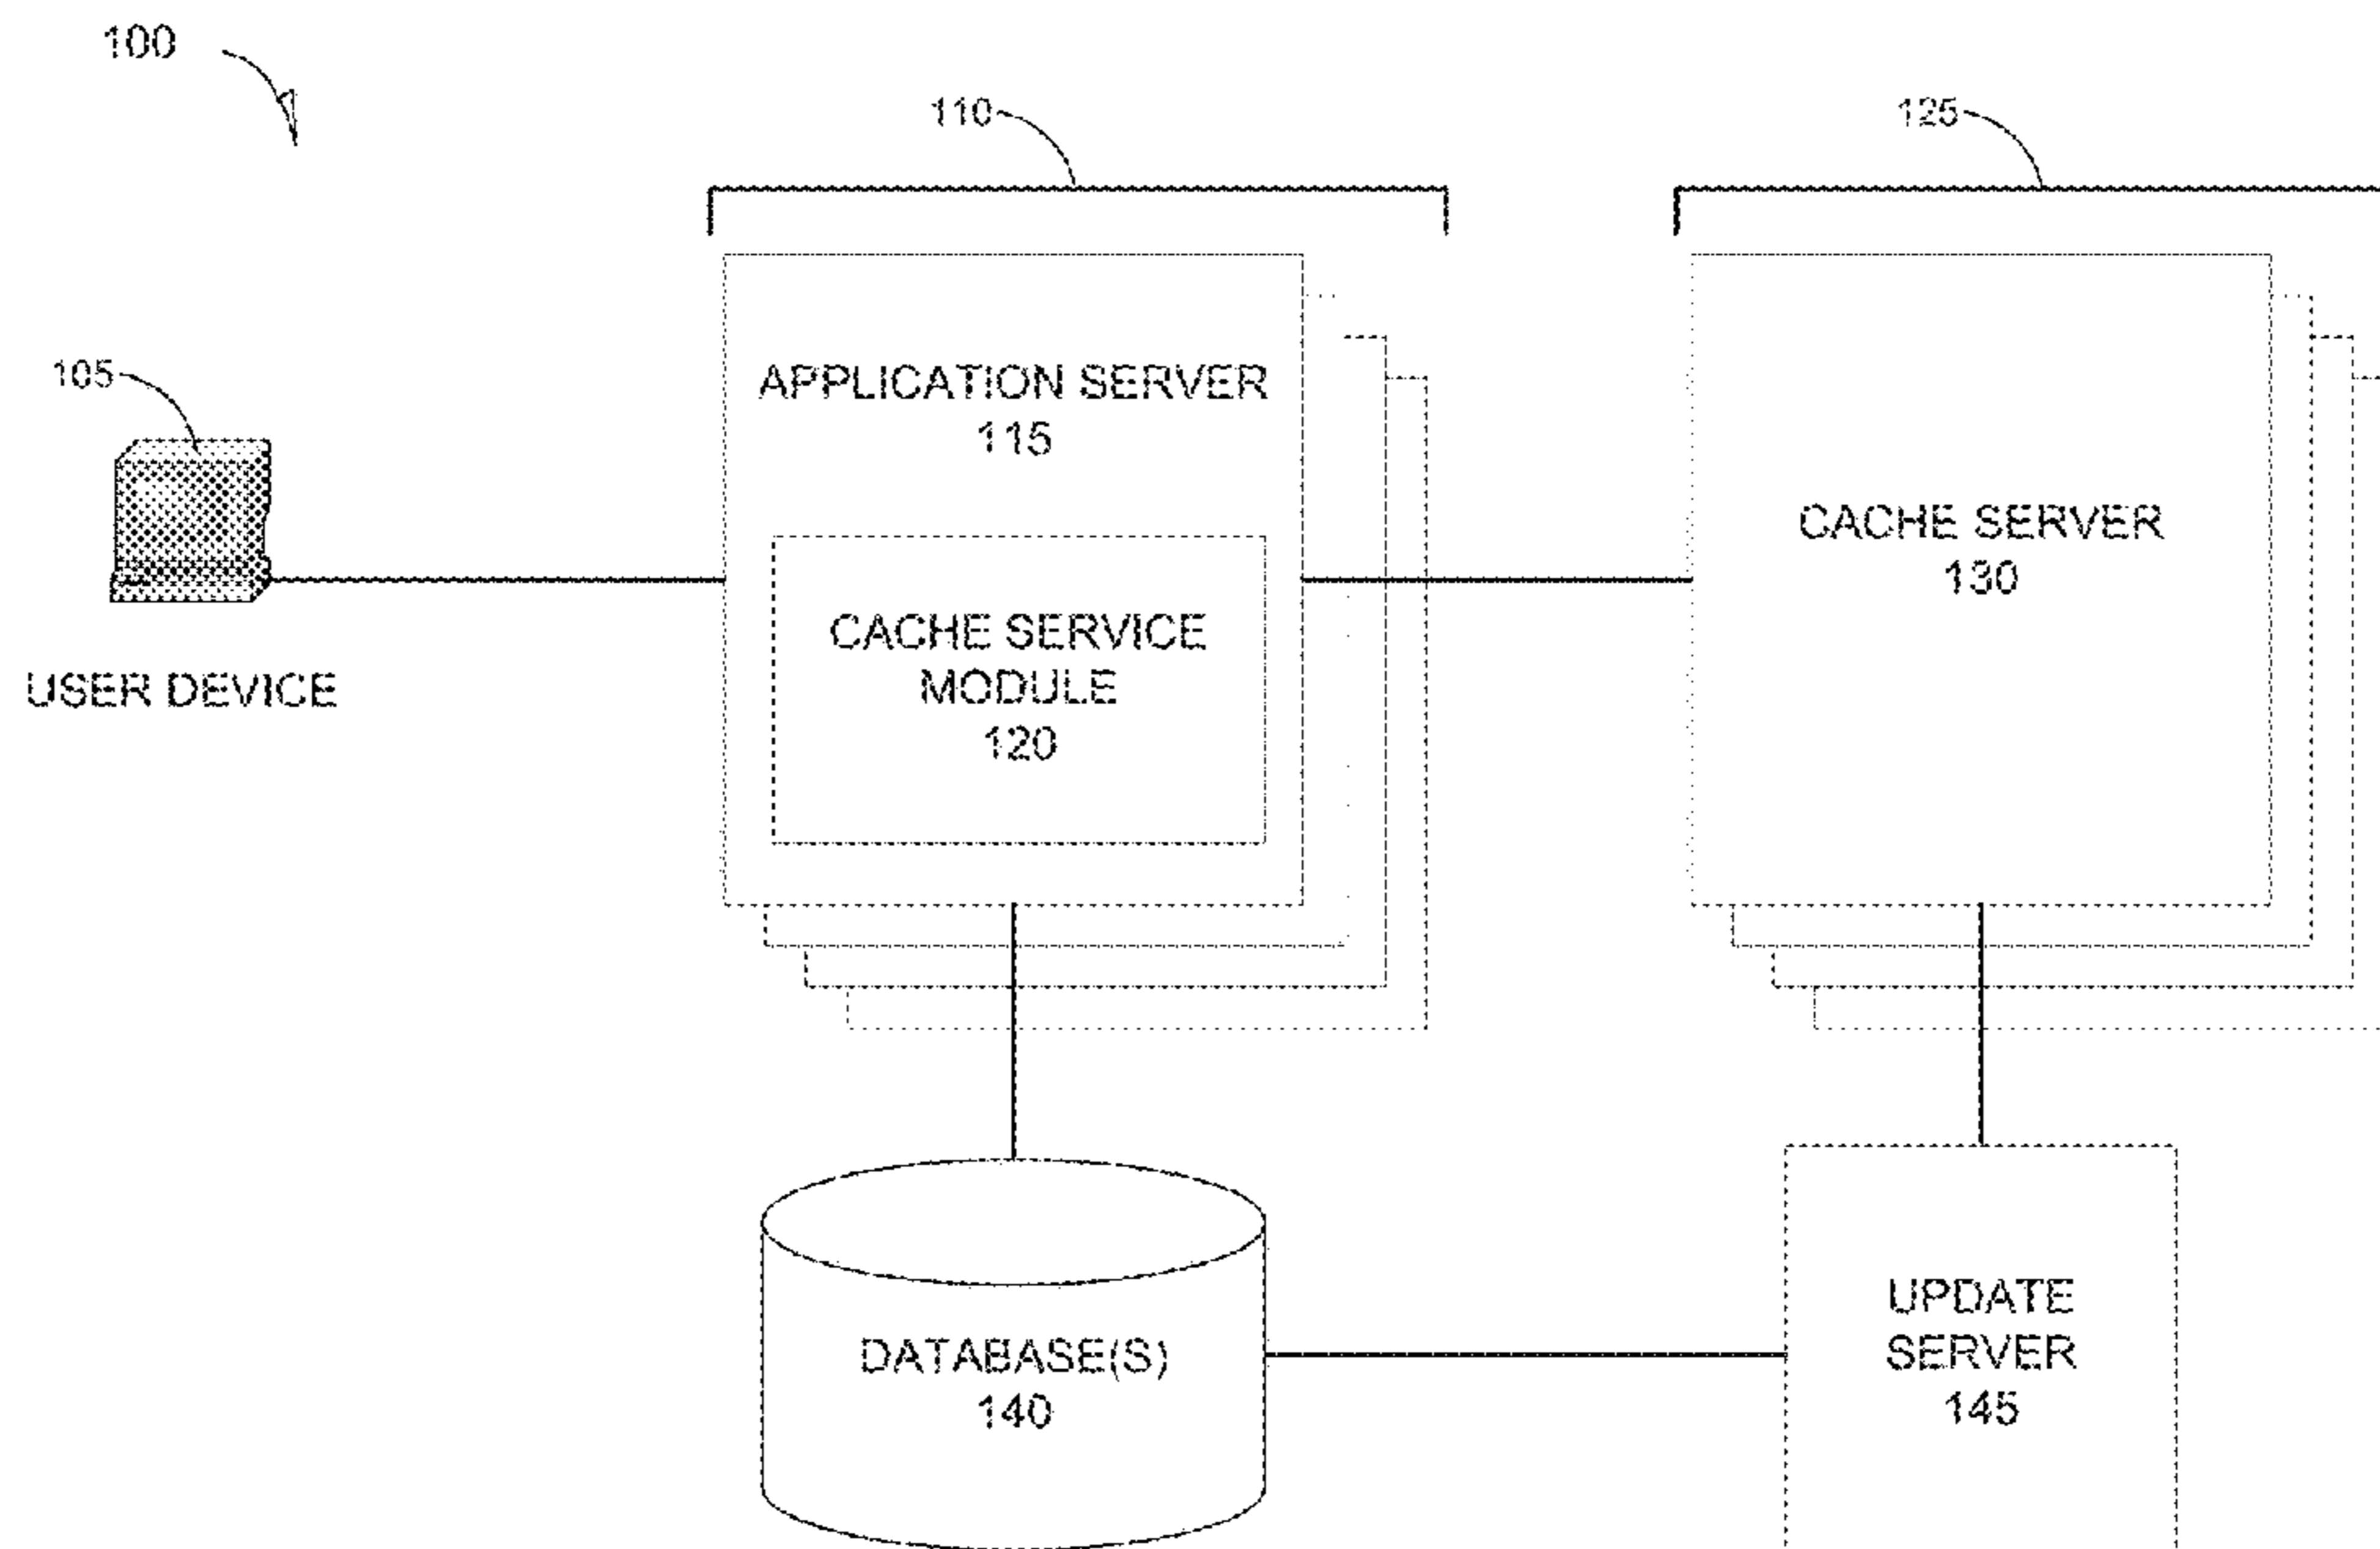 100
110
125
105
APPLICATION SERVER
115
CACHE SERVER
130
CACHE SERVICE
MODULE
120
USER DEVICE
DATABASE(S)
140
UPDATE
SERVER
145